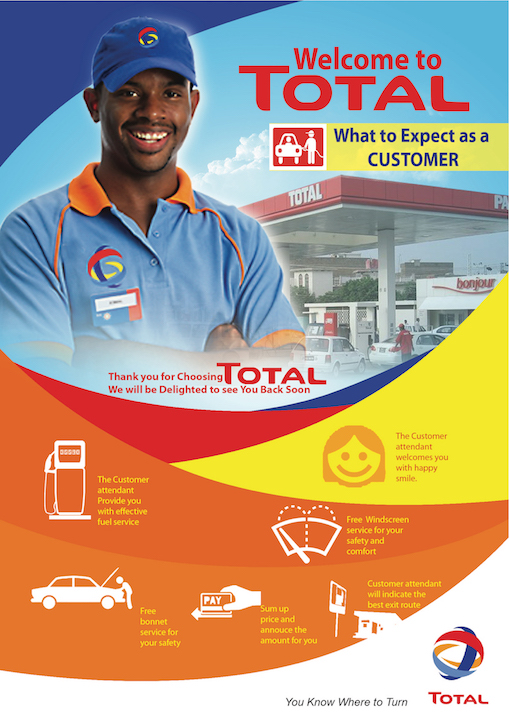 Welcome to
TOTAL
What to Expect as a
CUSTOMER
TOTAL
bonjour
Thank you for Choosing TOTAL
We will be Delighted to see You Back Soon
The Customer
attendant
welcomes you
with happy
smile.
The Customer
attendant
Provide you
with effective
fuel service
Free Windscreen
service for your
safety and
comfort
Free
bonnet
service for
your safety
PAY
Sum up
price and
annouce the
amount for you
Customer attendant
will indicate the
best exit route
You Know Where to Turn
TOTAL